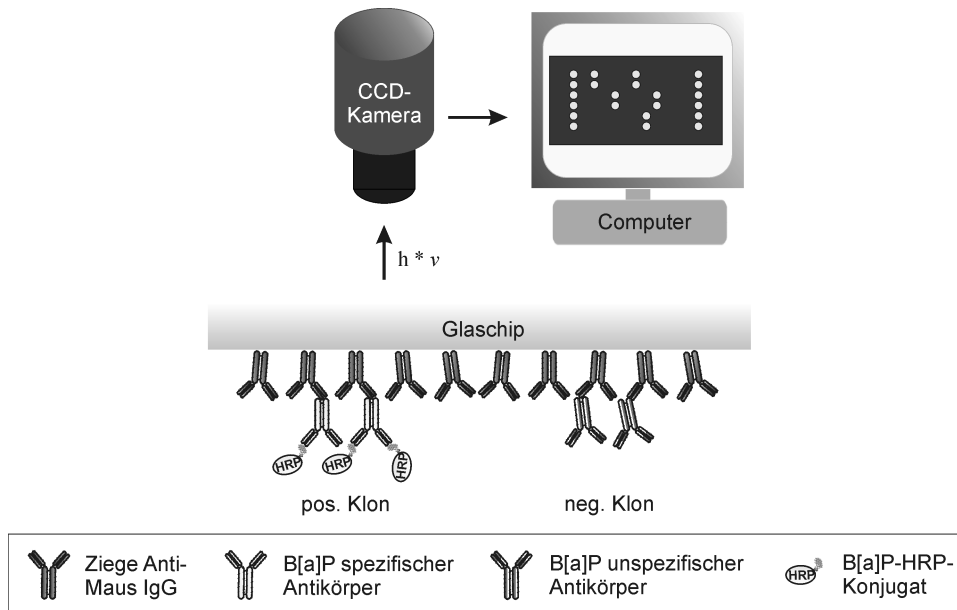 CCD-
Kamera
Computer
h * ν
Glaschip
HRP
HRP
HRP
pos. Klon
neg. Klon
Ziege Anti-
Maus IgG
B[a]P spezifischer
Antikörper
B[a]P unspezifischer
Antikörper
HRP
B[a]P-HRP-
Konjugat